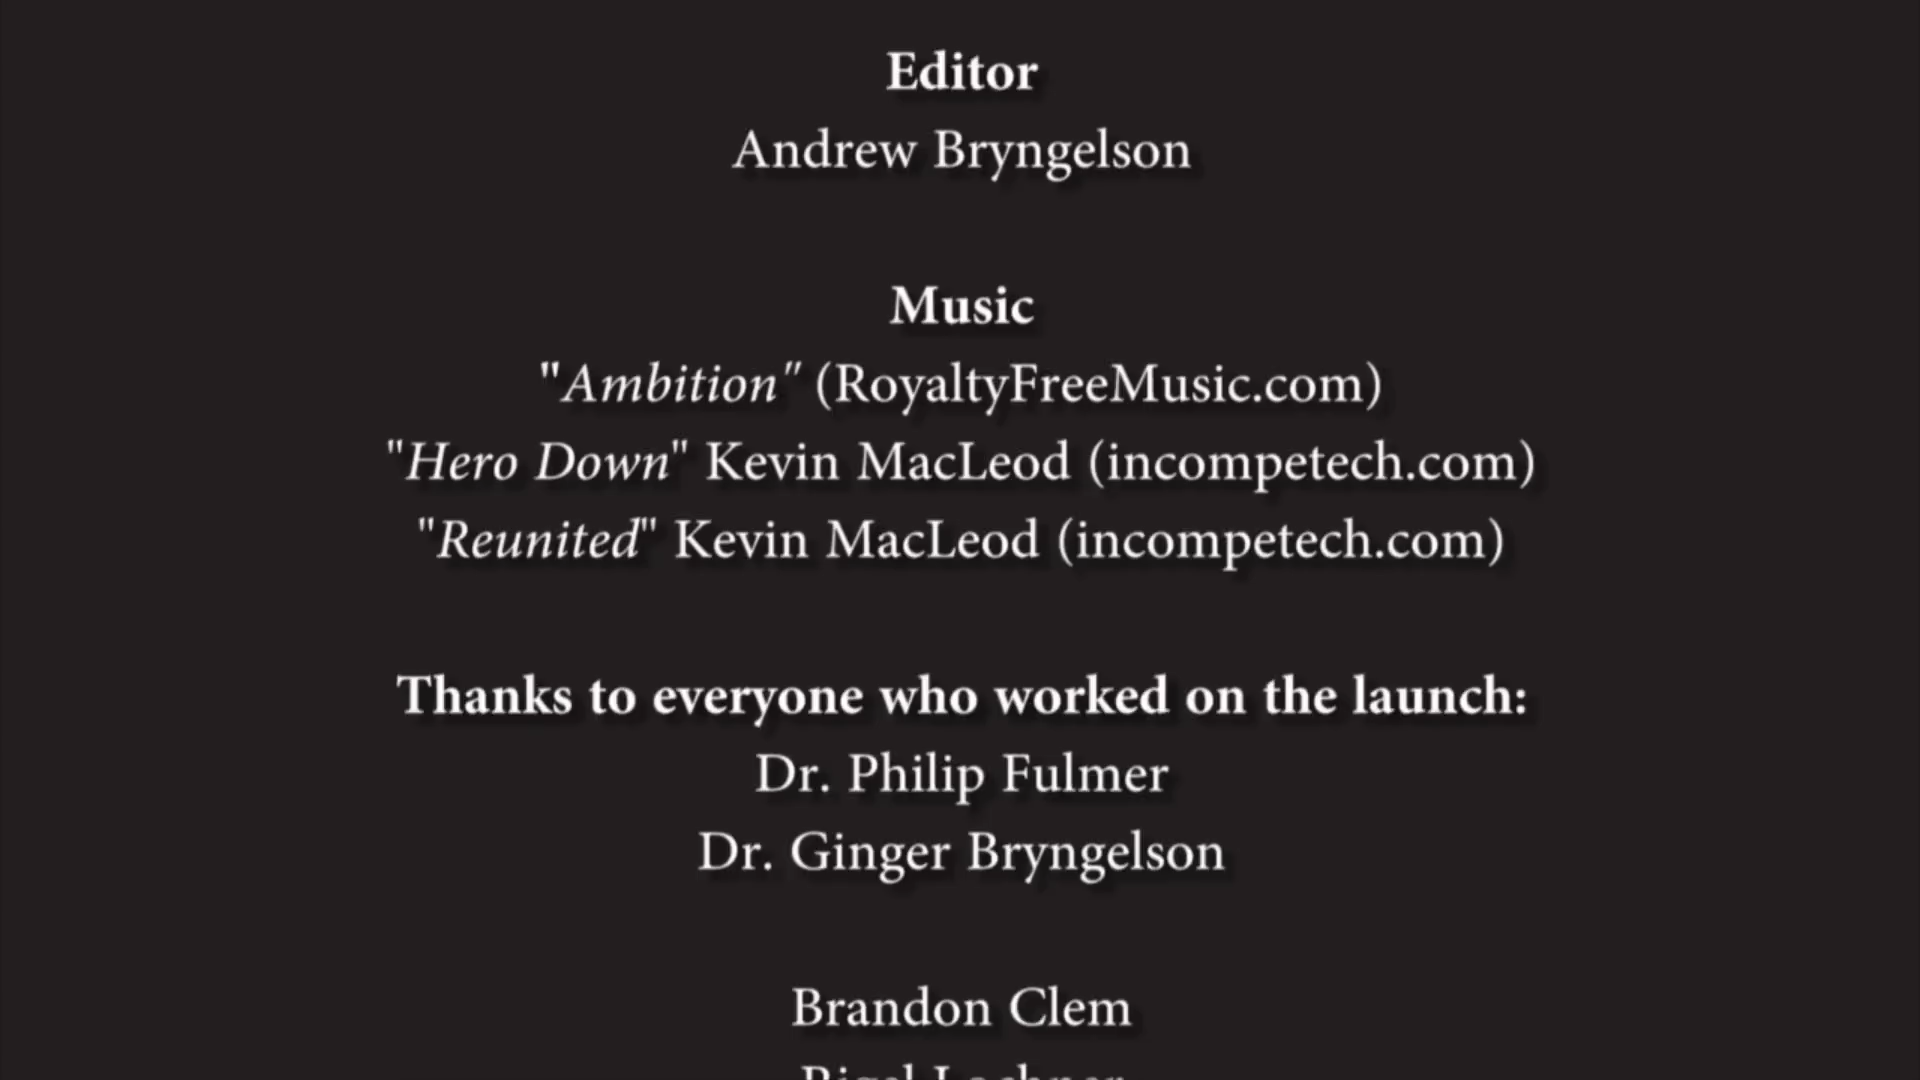 Editor
Andrew Bryngelson
Music
"Ambition" (RoyaltyFreeMusic.com)
"Hero Down" Kevin MacLeod (incompetech.com)
"Reunited" Kevin MacLeod (incompetech.com)
Thanks to everyone who worked on the launch:
Dr. Philip Fulmer
Dr. Ginger Bryngelson
Brandon Clem